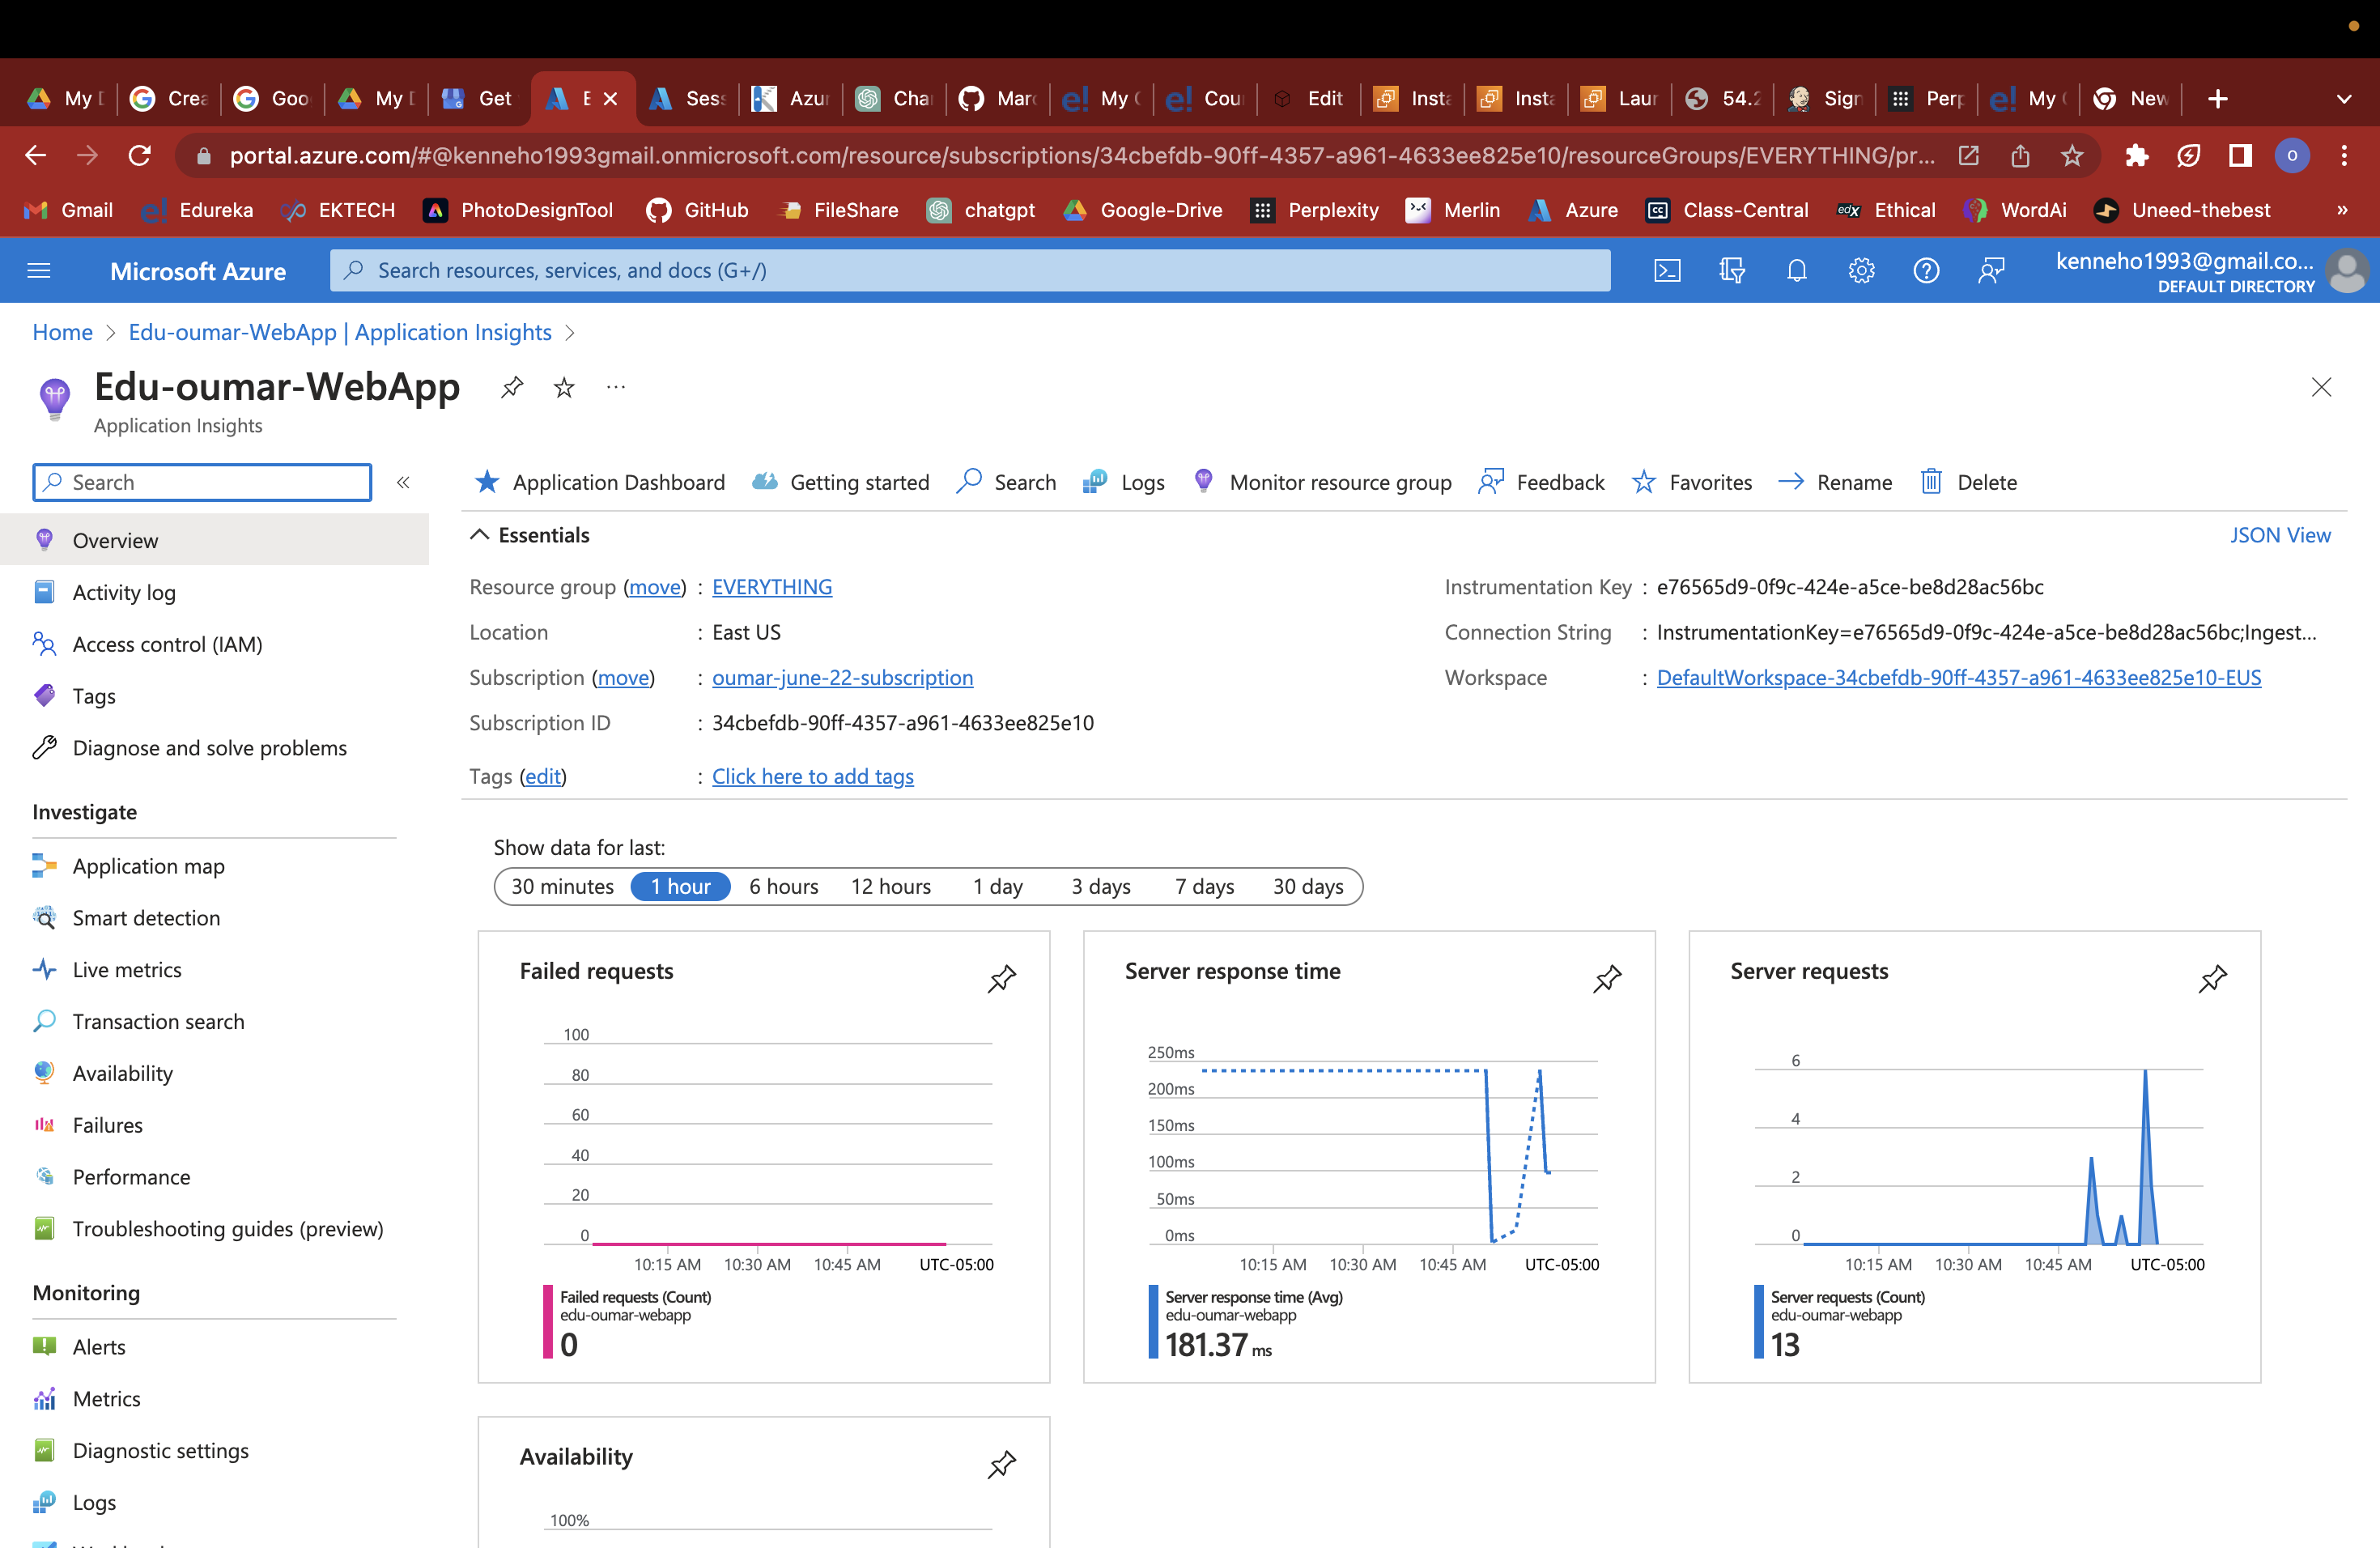 My D
Crea
Goo
My D
Get
E
Sess
Azur
Cha
Marc
My C
Cour
Edit
Insta
Insta
Laun
54.2
Sign
Perp
My C
New
portal.azure.com/#@kenneho1993gmail.onmicrosoft.com/resource/subscriptions/34cbefdb-90ff-4357-a961-4633ee825e10/resourceGroups/EVERYTHING/pr...
O
Gmail
Edureka
EKTECH
PhotoDesignTool
GitHub
FileShare
chatgpt
Google-Drive
Perplexity
Merlin
Azure
Class-Central
edX
Ethical
WordAi
Uneed-thebest
»
Microsoft Azure
Search resources, services, and docs (G+/)
kenneho1993@gmail.co...
DEFAULT DIRECTORY
Home > Edu-oumar-WebApp | Application Insights >
Edu-oumar-WebApp
Application Insights
Search
Overview
Activity log
Access control (IAM)
Tags
Diagnose and solve problems
Investigate
Application map
Smart detection
Live metrics
Transaction search
Availability
Failures
Performance
Troubleshooting guides (preview)
Monitoring
Alerts
Metrics
Diagnostic settings
Logs
Application Dashboard
Getting started
Search
Logs
Monitor resource group
Feedback
Favorites
Rename
Delete
Essentials
JSON View
Resource group (move) : EVERYTHING
Location : East US
Subscription (move) : oumar-june-22-subscription
Subscription ID : 34cbefdb-90ff-4357-a961-4633ee825e10
Tags (edit) : Click here to add tags
Instrumentation Key : e76565d9-0f9c-424e-a5ce-be8d28ac56bc
Connection String : InstrumentationKey=e76565d9-0f9c-424e-a5ce-be8d28ac56bc;Ingest...
Workspace : DefaultWorkspace-34cbefdb-90ff-4357-a961-4633ee825e10-EUS
Show data for last:
30 minutes
1 hour
6 hours
12 hours
1 day
3 days
7 days
30 days
Failed requests
100
80
60
40
20
0
10:15 AM 10:30 AM 10:45 AM UTC-05:00
Failed requests (Count)
edu-oumar-webapp
0
Server response time
250ms
200ms
150ms
100ms
50ms
0ms
10:15 AM 10:30 AM 10:45 AM UTC-05:00
Server response time (Avg)
edu-oumar-webapp
181.37 ms
Server requests
6
4
2
0
10:15 AM 10:30 AM 10:45 AM UTC-05:00
Server requests (Count)
edu-oumar-webapp
13
Availability
100%